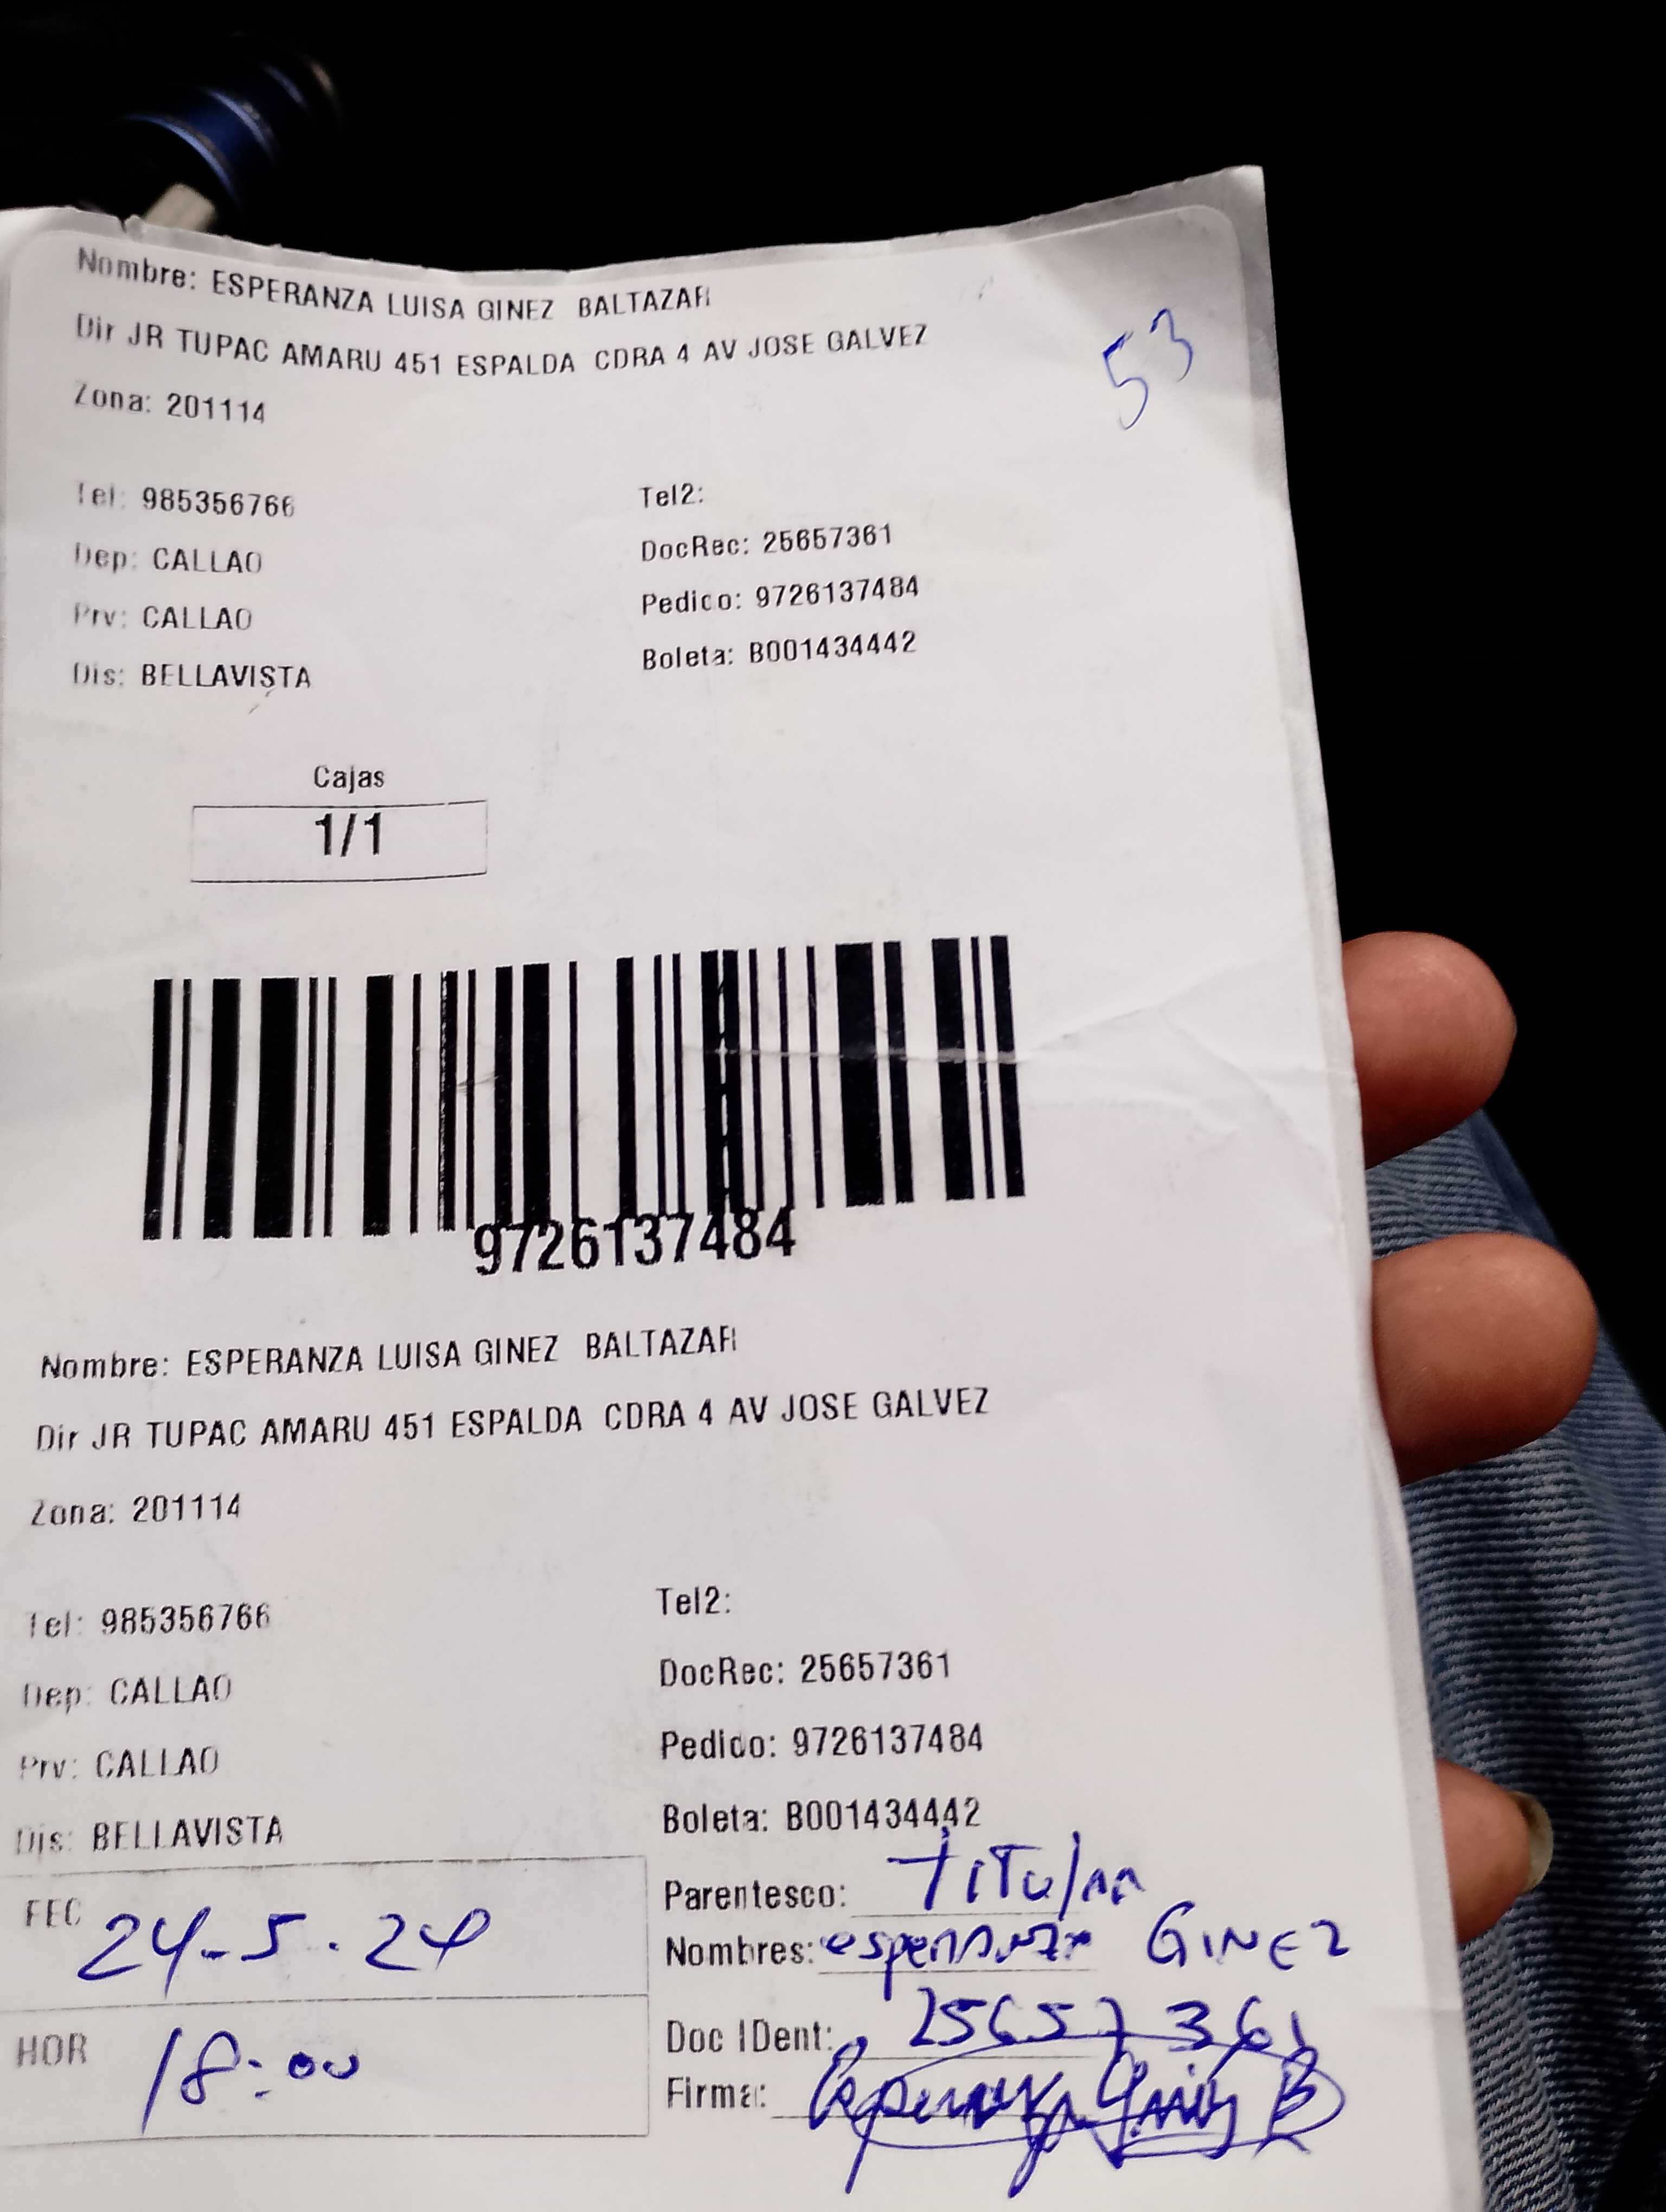 Nombre: ESPERANZA LUISA GINEZ BALTAZAR
Dir JR TUPAC AMARU 451 ESPALDA CDRA 4 AV JOSE GALVEZ
53
Zona: 201114
Tel: 985356766
Tel2:
Dep: CALLAO
DocRec: 25657361
Prv: CALLAO
Pedido: 9726137484
Dis: BELLAVISTA
Boleta: B001434442
Cajas
1/1
9726137484
Nombre: ESPERANZA LUISA GINEZ BALTAZAR
Dir JR TUPAC AMARU 451 ESPALDA CDRA 4 AV JOSE GALVEZ
Zona: 201114
Tel: 985356766
Tel2:
Dep: CALLAO
DocRec: 25657361
Prv: CALLAO
Pedido: 9726137484
Dis: BELLAVISTA
Boleta: B001434442
FEC 24-5.24
Parentesco: TiTulAR
Nombres: esperanza GINEZ
HOR 18:00
Doc IDent: 25657361
Firma: Esperanza Ginez B